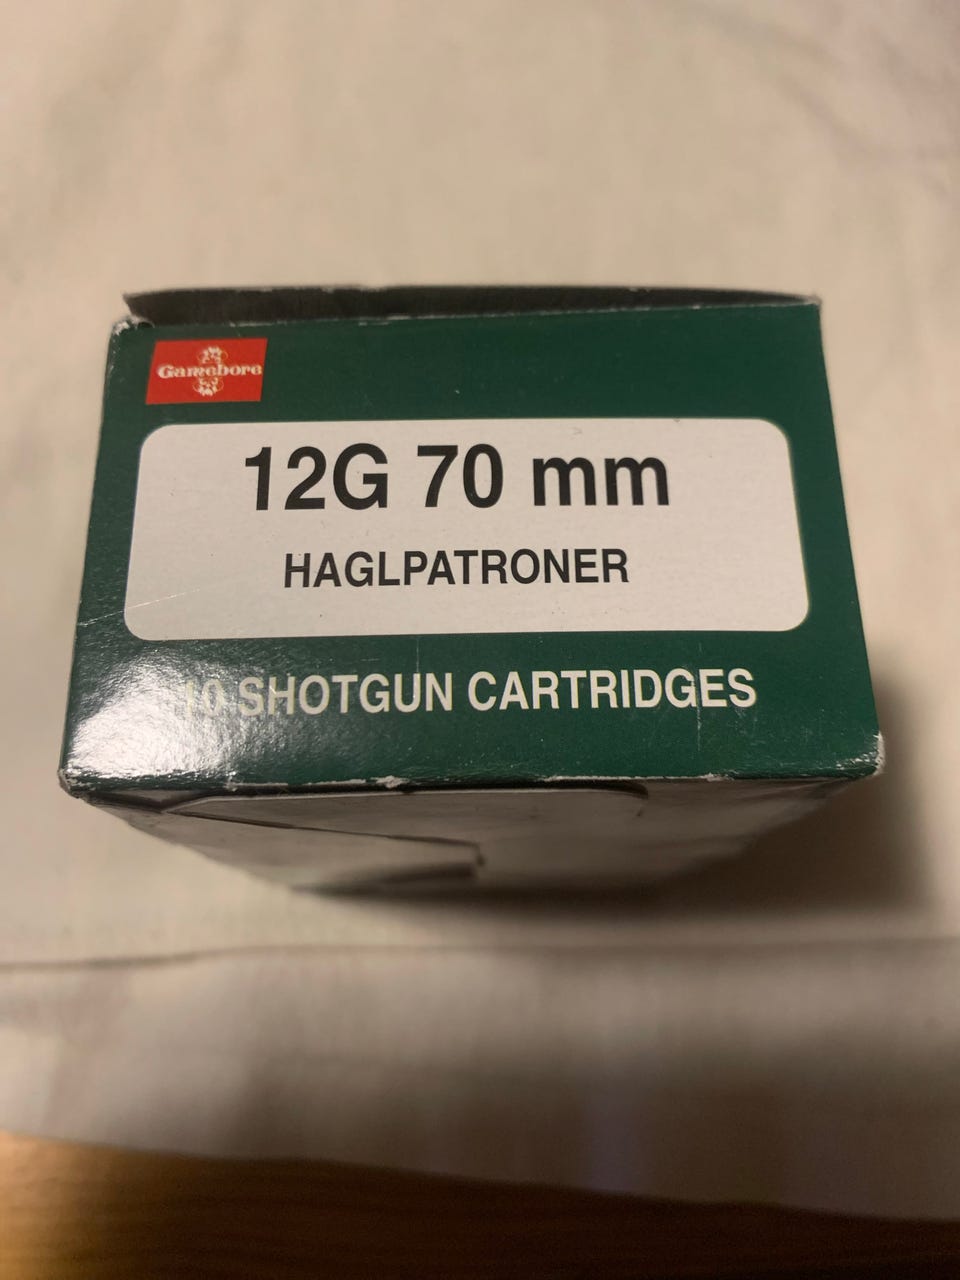 Gamebore
12G 70 mm
HAGLPATRONER
10 SHOTGUN CARTRIDGES